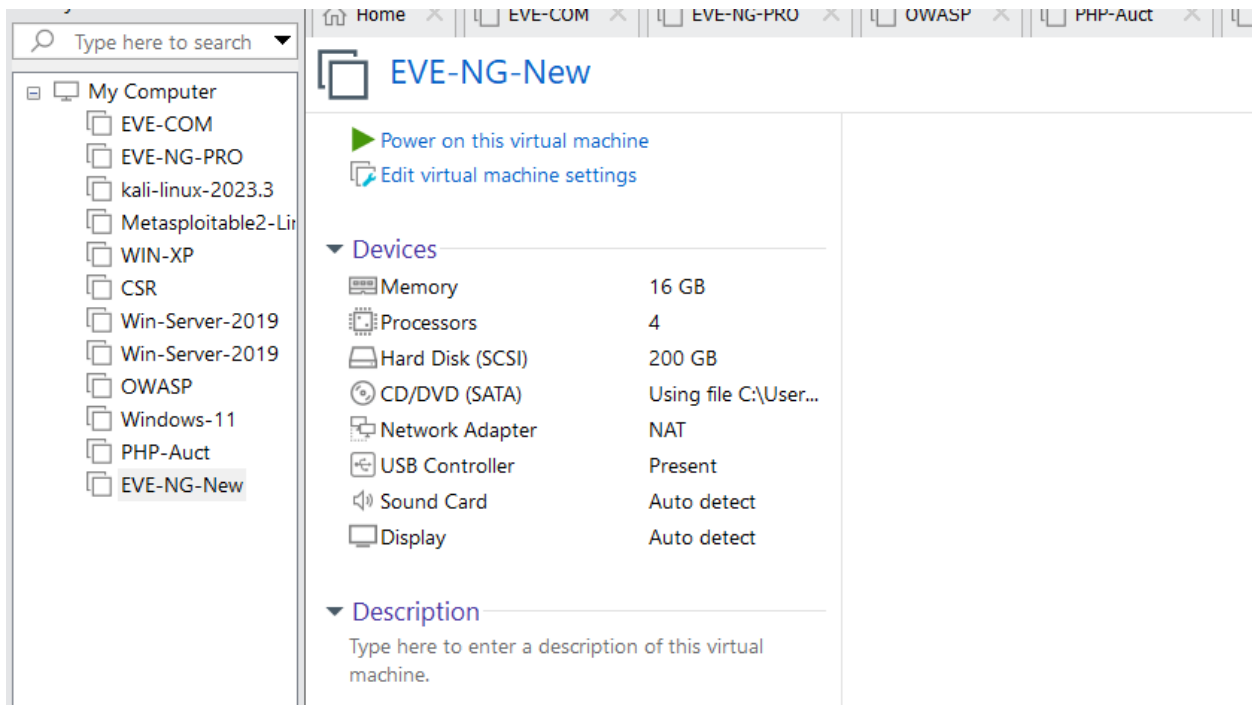 Type here to search
My Computer
EVE-COM
EVE-NG-PRO
kali-linux-2023.3
Metasploitable2-Lin
WIN-XP
CSR
Win-Server-2019
Win-Server-2019
OWASP
Windows-11
PHP-Auct
EVE-NG-New
Home EVE-COM EVE-NG-PRO OWASP PHP-Auct
EVE-NG-New
Power on this virtual machine
Edit virtual machine settings
Devices
Memory 16 GB
Processors 4
Hard Disk (SCSI) 200 GB
CD/DVD (SATA) Using file C:\User...
Network Adapter NAT
USB Controller Present
Sound Card Auto detect
Display Auto detect
Description
Type here to enter a description of this virtual
machine.